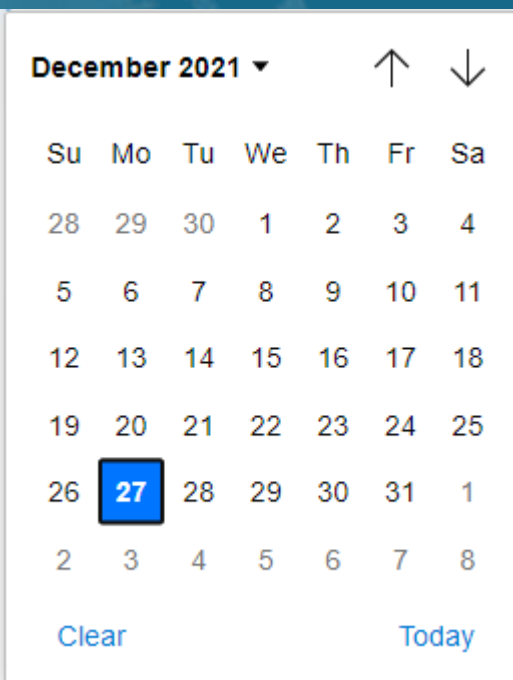 December 2021
Su Mo Tu We Th Fr Sa
28 29 30 1 2 3 4
5 6 7 8 9 10 11
12 13 14 15 16 17 18
19 20 21 22 23 24 25
26 27 28 29 30 31 1
2 3 4 5 6 7 8
Clear Today